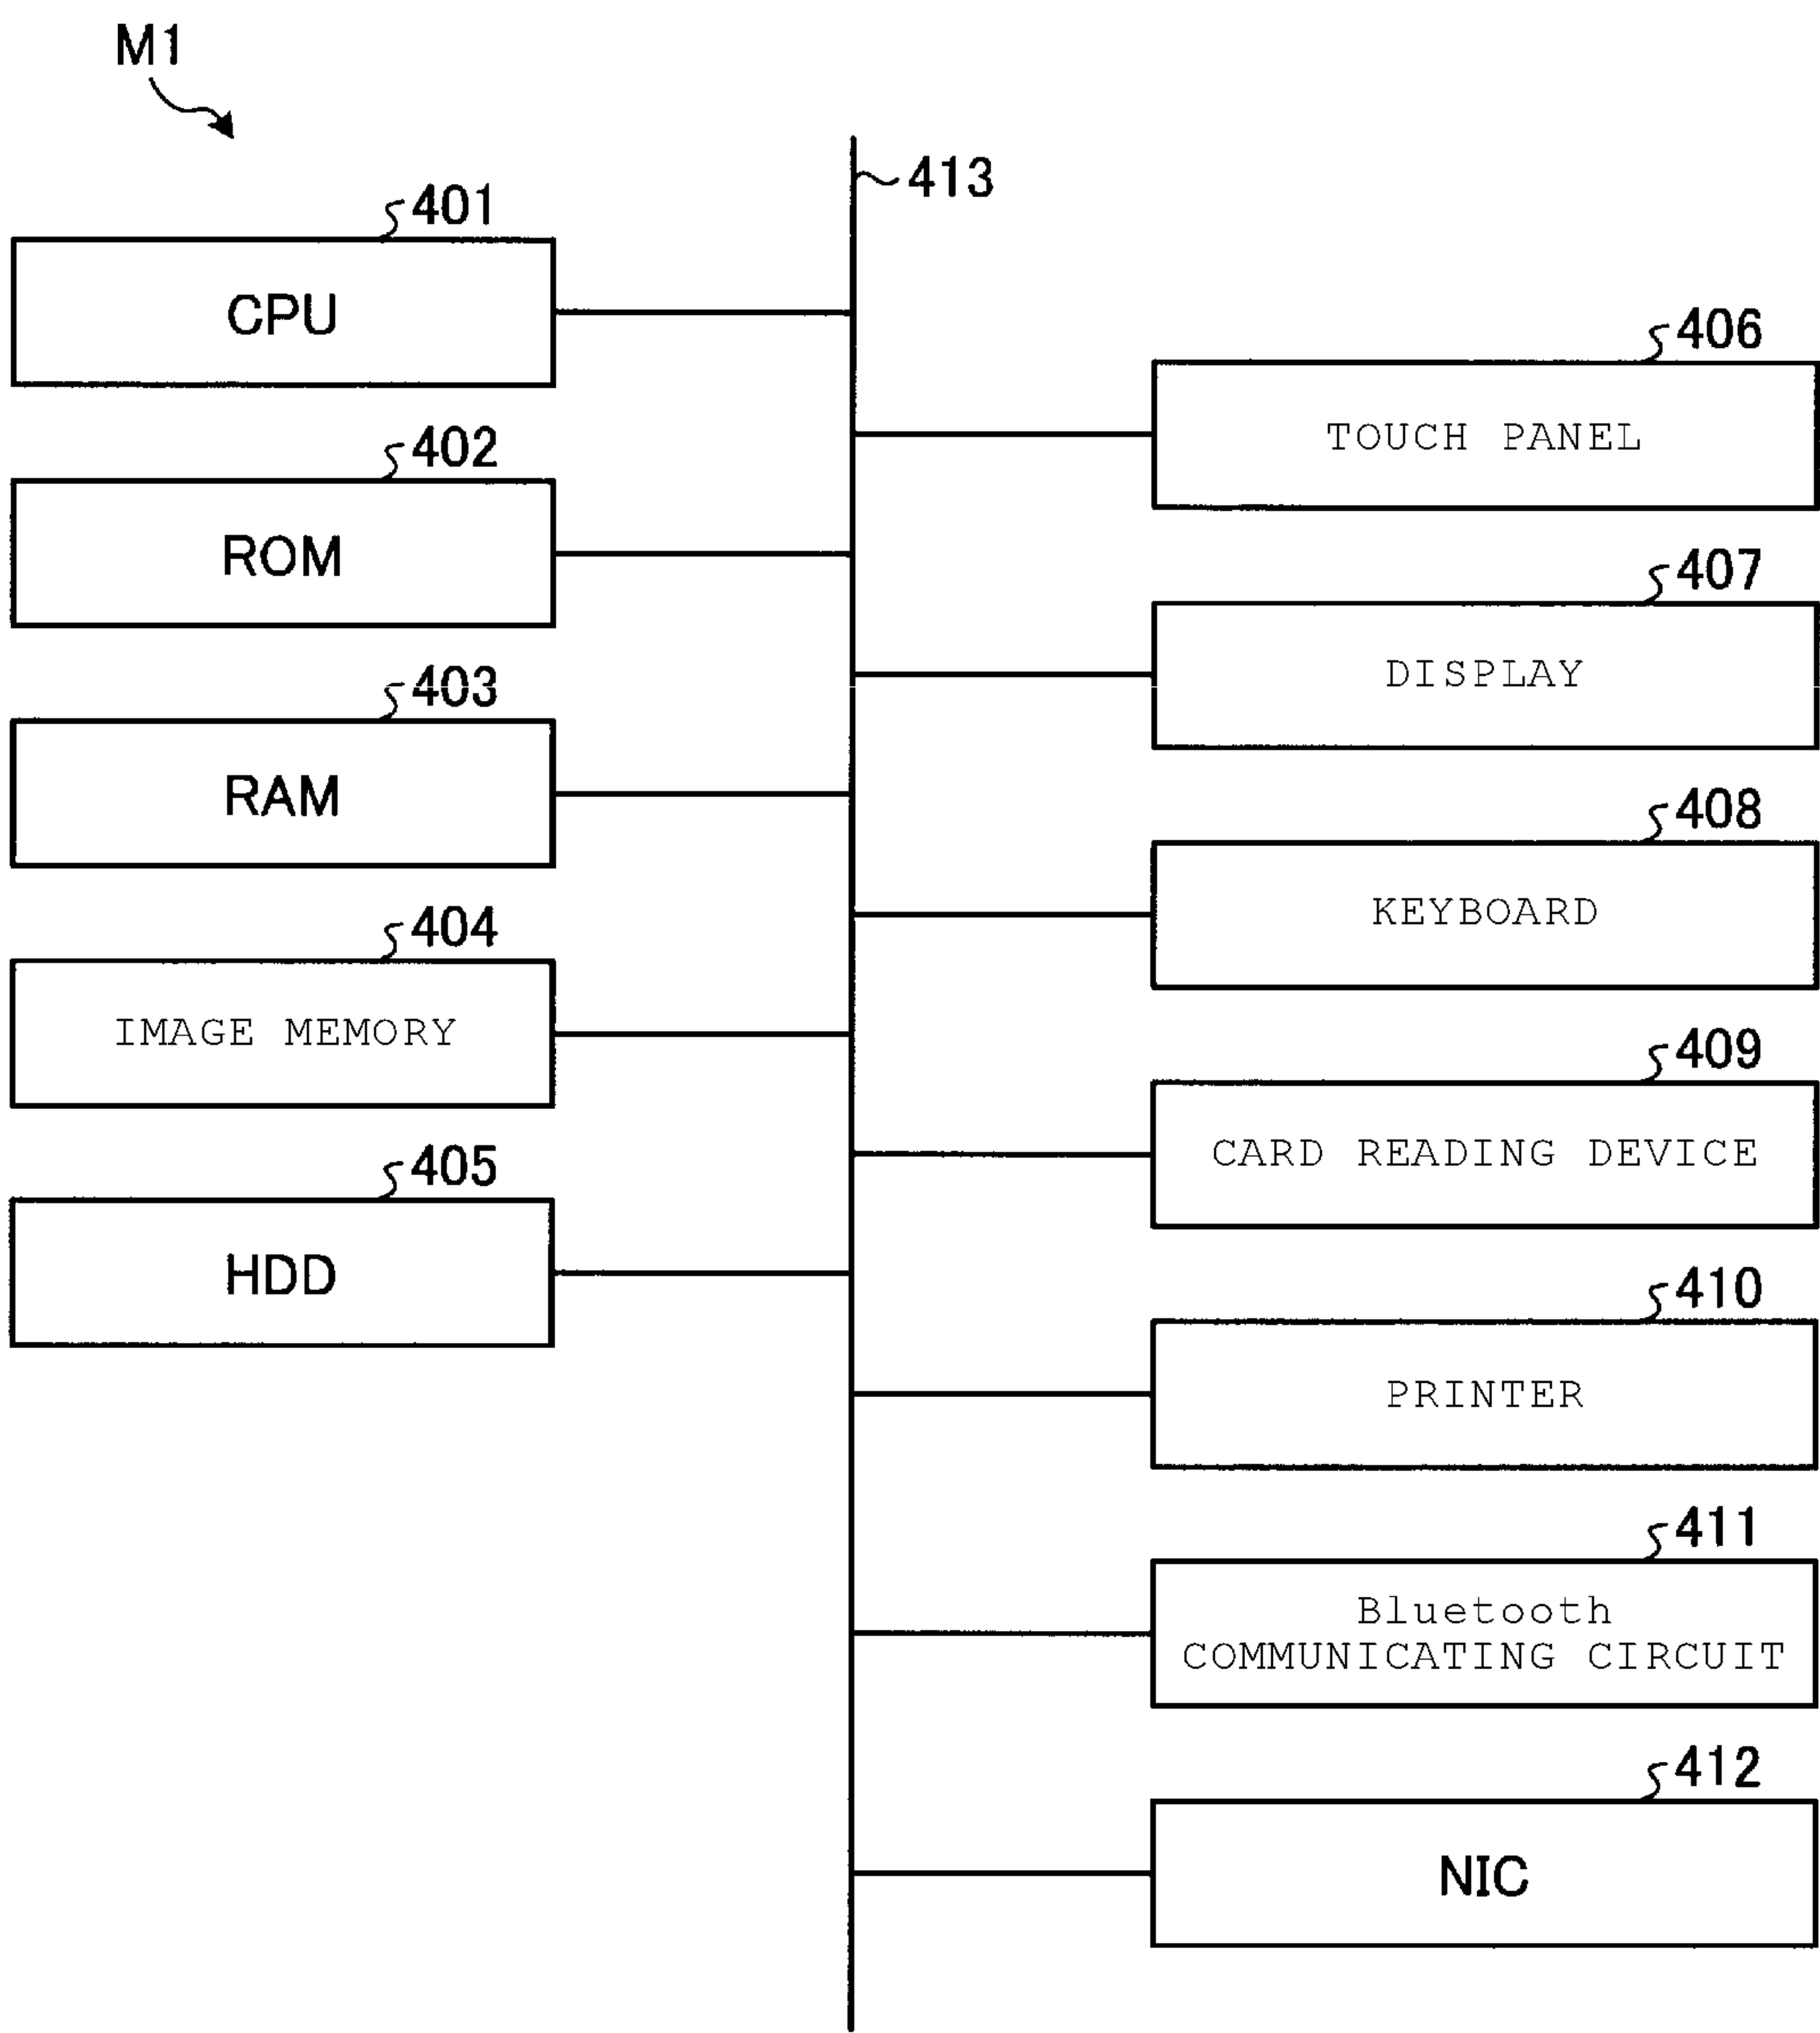 M1
413
401
CPU
402
ROM
403
RAM
404
IMAGE MEMORY
405
HDD
406
TOUCH PANEL
407
DISPLAY
408
KEYBOARD
409
CARD READING DEVICE
410
PRINTER
411
Bluetooth
COMMUNICATING CIRCUIT
412
NIC